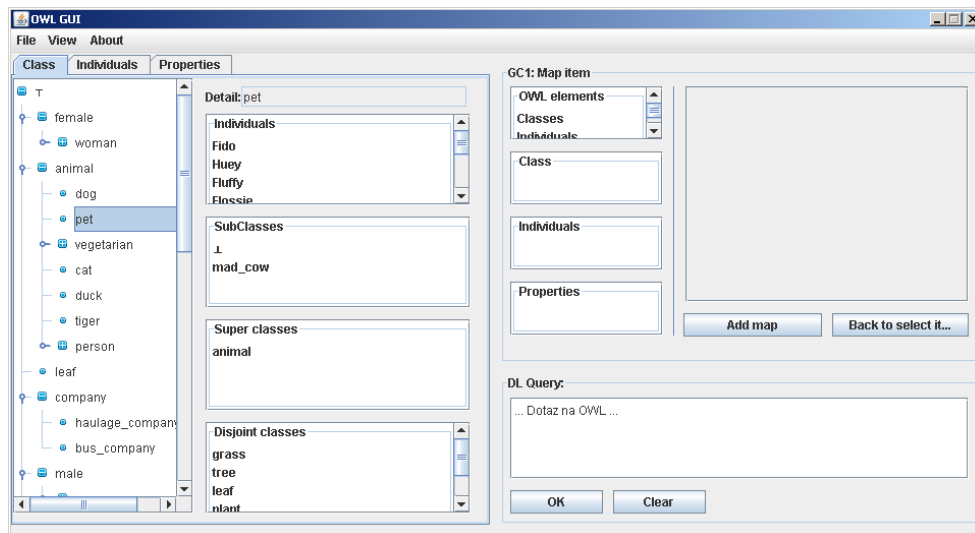 OWL GUI
File View About
Class Individuals Properties
⊤
female
woman
animal
dog
pet
vegetarian
cat
duck
tiger
person
leaf
company
haulage_company
bus_company
male
Detail: pet
Individuals
Fido
Huey
Fluffy
Flossie
SubClasses
⊥
mad_cow
Super classes
animal
Disjoint classes
grass
tree
leaf
plant
GC1: Map item
OWL elements
Classes
Individuals
Class
Individuals
Properties
Add map Back to select it...
DL Query:
... Dotaz na OWL ...
OK Clear